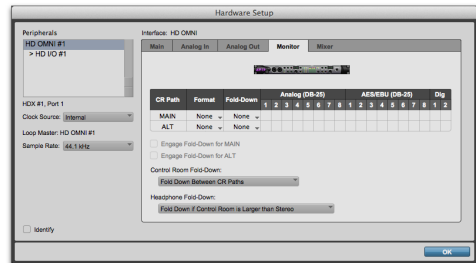 Hardware Setup
Peripherals
HD OMNI #1
> HD I/O #1
HDX #1, Port 1
Clock Source: Internal
Loop Master: HD OMNI #1
Sample Rate: 44.1 kHz
Identify
Interface: HD OMNI
Main Analog In Analog Out Monitor Mixer
Analog (DB-25) AES/EBU (DB-25) Dig
CR Path Format Fold-Down 1 2 3 4 5 6 7 8 1 2 3 4 5 6 7 8 1 2
MAIN None None
ALT None None
Engage Fold-Down for MAIN
Engage Fold-Down for ALT
Control Room Fold-Down:
Fold Down Between CR Paths
Headphone Fold-Down:
Fold Down if Control Room is Larger than Stereo
OK